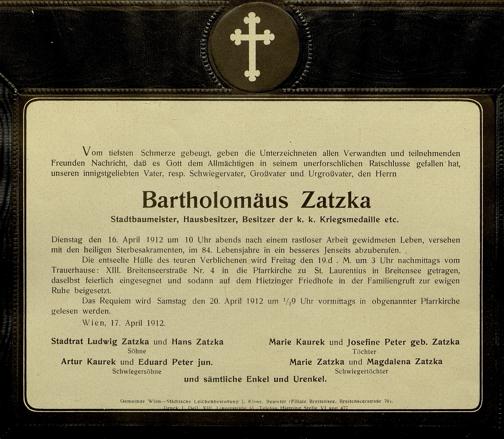 Vom tiefsten Schmerze gebeugt, geben die Unterzeichneten allen Verwandten und teilnehmenden
Freunden Nachricht, daß es Gott dem Allmächtigen in seinem unerforschlichen Ratschlusse gefallen hat,
unseren innigstgeliebten Vater, resp. Schwiegervater, Großvater und Urgroßvater, den Herrn
Bartholomäus Zatzka
Stadtbaumeister, Hausbesitzer, Besitzer der k. k. Kriegsmedaille etc.
Dienstag den 16. April 1912 um 10 Uhr abends nach einem rastloser Arbeit gewidmeten Leben, versehen
mit den heiligen Sterbesakramenten, im 84. Lebensjahre in ein besseres Jenseits abzuberufen.
Die entseelte Hülle des teuren Verblichenen wird Freitag den 19.d. M. um 3 Uhr nachmittags vom
Trauerhause: XIII. Breitenseerstraße Nr. 4 in die Pfarrkirche zu St. Laurentius in Breitensee getragen,
daselbst feierlich eingesegnet und sodann auf dem Hietzinger Friedhofe in der Familiengruft zur ewigen
Ruhe beigesetzt.
Das Requiem wird Samstag den 20. April 1912 um 1/29 Uhr vormittags in obgenannter Pfarrkirche
gelesen werden.
Wien, 17. April 1912.
Stadtrat Ludwig Zatzka und Hans Zatzka
Söhne
Marie Kaurek und Josefine Peter geb. Zatzka
Töchter
Artur Kaurek und Eduard Peter jun.
Schwiegersöhne
Marie Zatzka und Magdalena Zatzka
Schwiegertöchter
und sämtliche Enkel und Urenkel.
Gemeinde Wien—Städtische Leichenbestattung (Filiale Breitensee, Breitenseerstraße